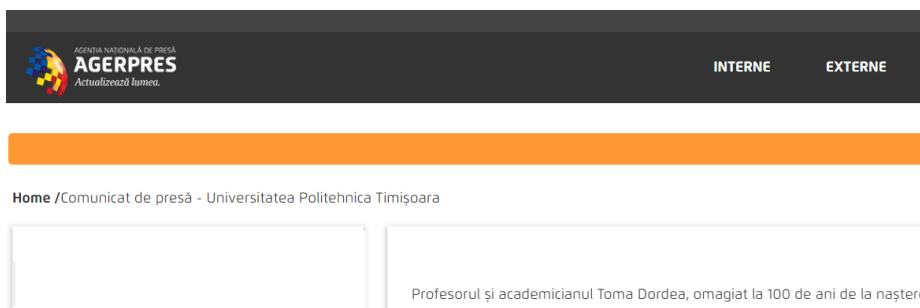 AGENȚIA NAȚIONALĂ DE PRESĂ
AGERPRES
Actualizează lumea.
INTERNE EXTERNE
Home /Comunicat de presă - Universitatea Politehnica Timișoara
Profesorul și academicianul Toma Dordea, omagiat la 100 de ani de la